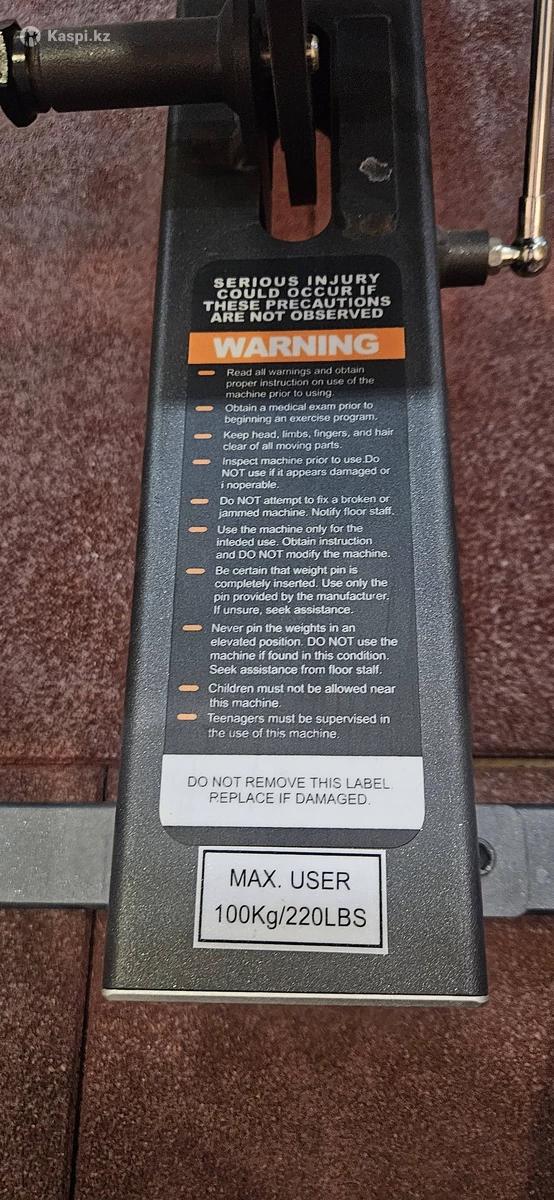 Kaspi.kz
SERIOUS INJURY
COULD OCCUR IF
THESE PRECAUTIONS
ARE NOT OBSERVED
WARNING
Read all warnings and obtain
proper instruction on use of the
machine prior to using.
Obtain a medical exam prior to
beginning an exercise program.
Keep head, limbs, fingers, and hair
clear of all moving parts.
Inspect machine prior to use.Do
NOT use if it appears damaged or
i noperable.
Do NOT attempt to fix a broken or
jammed machine. Notify floor staff.
Use the machine only for the
inteded use. Obtain instruction
and DO NOT modify the machine.
Be certain that weight pin is
completely inserted. Use only the
pin provided by the manufacturer.
If unsure, seek assistance.
Never pin the weights in an
elevated position. DO NOT use the
machine if found in this condition.
Seek assistance from floor staff.
Children must not be allowed near
this machine.
Teenagers must be supervised in
the use of this machine.
DO NOT REMOVE THIS LABEL.
REPLACE IF DAMAGED.
MAX. USER
100Kg/220LBS